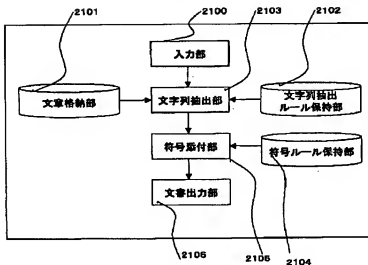 2101
2100
2103
2102
入力部
文章格納部
文字列抽出部
文字列抽出
ルール保持部
符号添付部
符号ルール保持部
文書出力部
2106
2105
2104